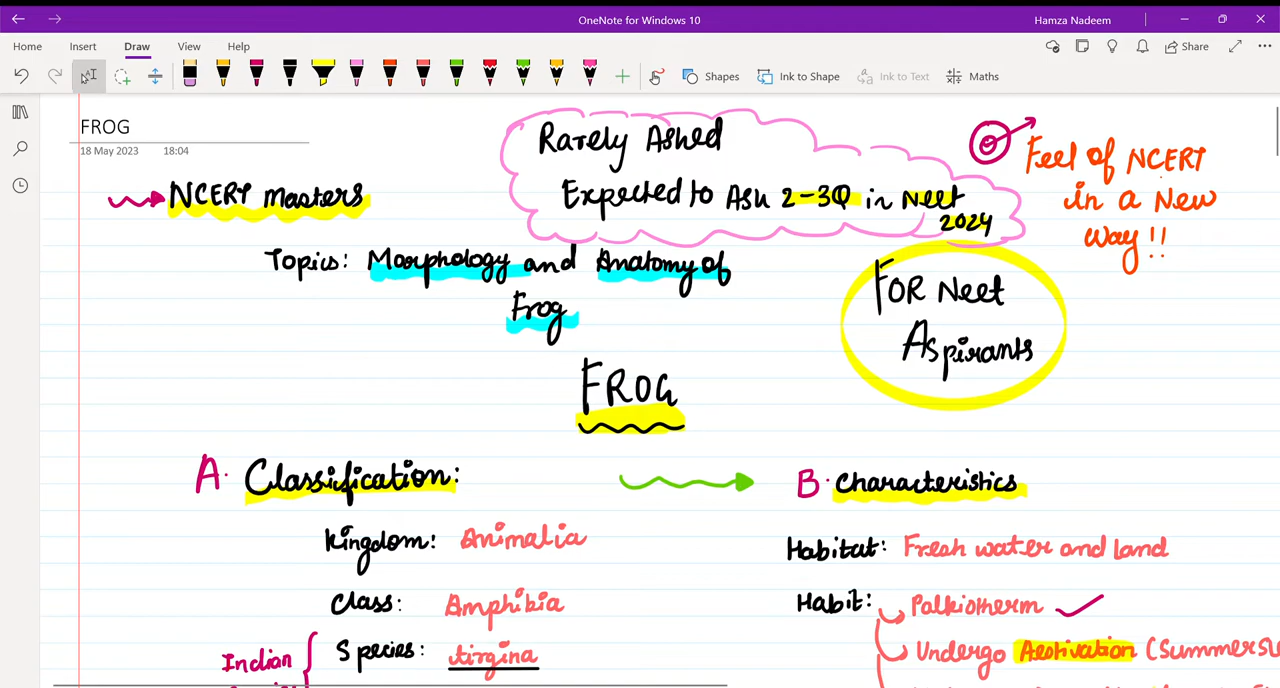 OneNote for Windows 10
Hamza Nadeem
Home Insert Draw View Help
Share
Shapes Ink to Shape Ink to Text Maths
FROG
18 May 2023 18:04
NCERT Masters
Rarely Asked
Expected to Ask 2-3Q in Neet
2024
Feel of NCERT
in a New
Way!!
Topics: Morphology and Anatomy of
Frog
FOR Neet
Aspirants
FROG
A. Classification:
Kingdom: Animalia
Class: Amphibia
Species: tirgina
Indian
B. Characteristics
Habitat: Fresh water and land
Habit: Palkiotherm
Undergo Aestivation (Summer